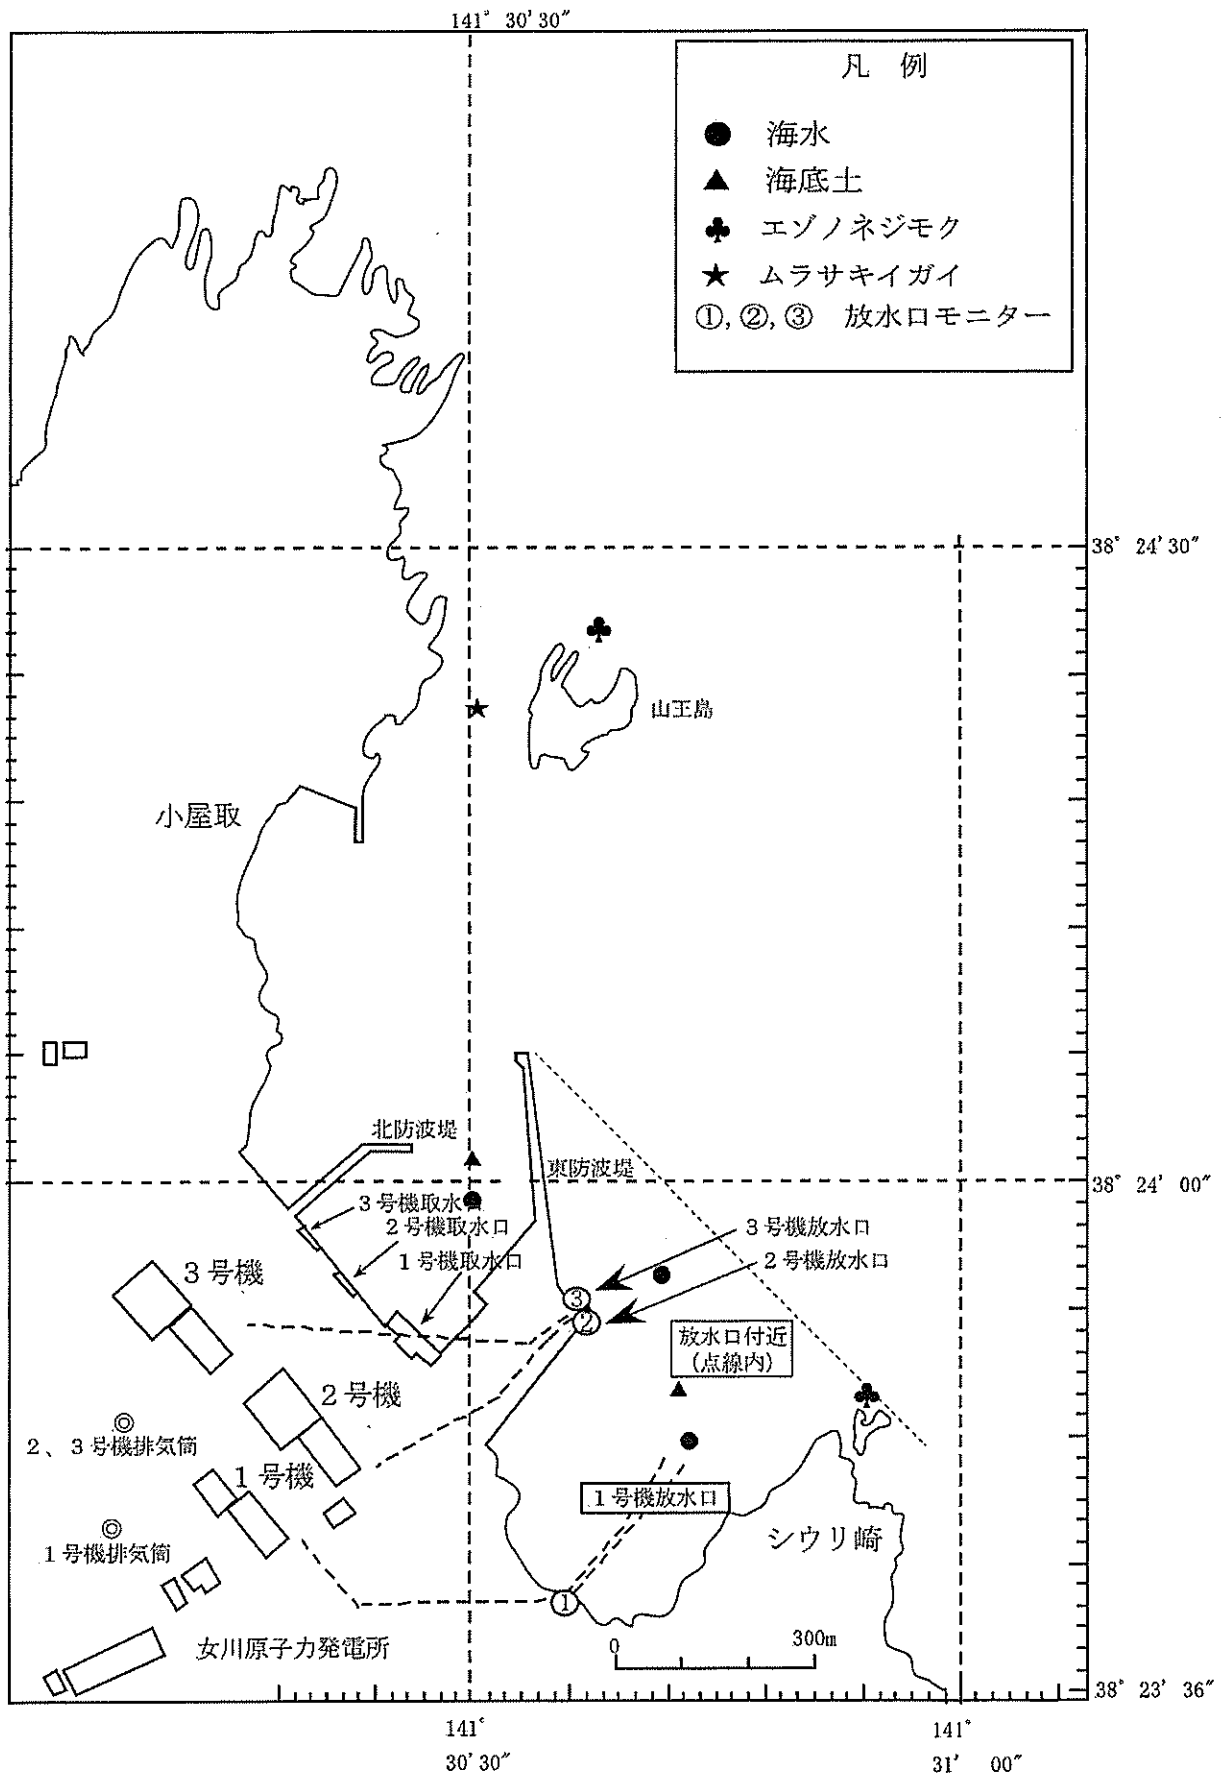 141° 30′ 30″
凡 例
海水
海底土
エゾノネジモク
ムラサキイガイ
①, ②, ③ 放水口モニター
38° 24′ 30″
山王島
小屋取
北防波堤
東防波堤
38° 24′ 00″
3号機取水口
2号機取水口
1号機取水口
3号機放水口
2号機放水口
3号機
③
②
放水口付近
(点線内)
2号機
2、3号機排気筒
1号機
1号機放水口
シウリ崎
1号機排気筒
①
女川原子力発電所
0 300m
38° 23′ 36″
141°
30′ 30″
141°
31′ 00″